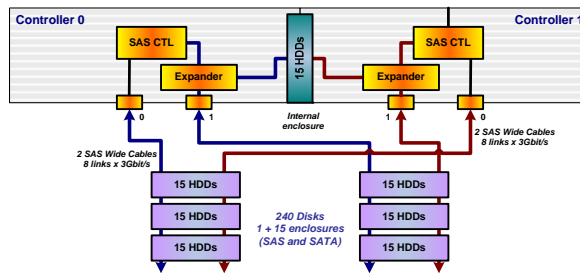 Controller 0
Controller 1
SAS CTL
SAS CTL
15 HDDs
Expander
Expander
0
1
Internal
enclosure
1
0
2 SAS Wide Cables
8 links x 3Gbit/s
2 SAS Wide Cables
8 links x 3Gbit/s
15 HDDs
15 HDDs
15 HDDs
15 HDDs
15 HDDs
15 HDDs
240 Disks
1 + 15 enclosures
(SAS and SATA)